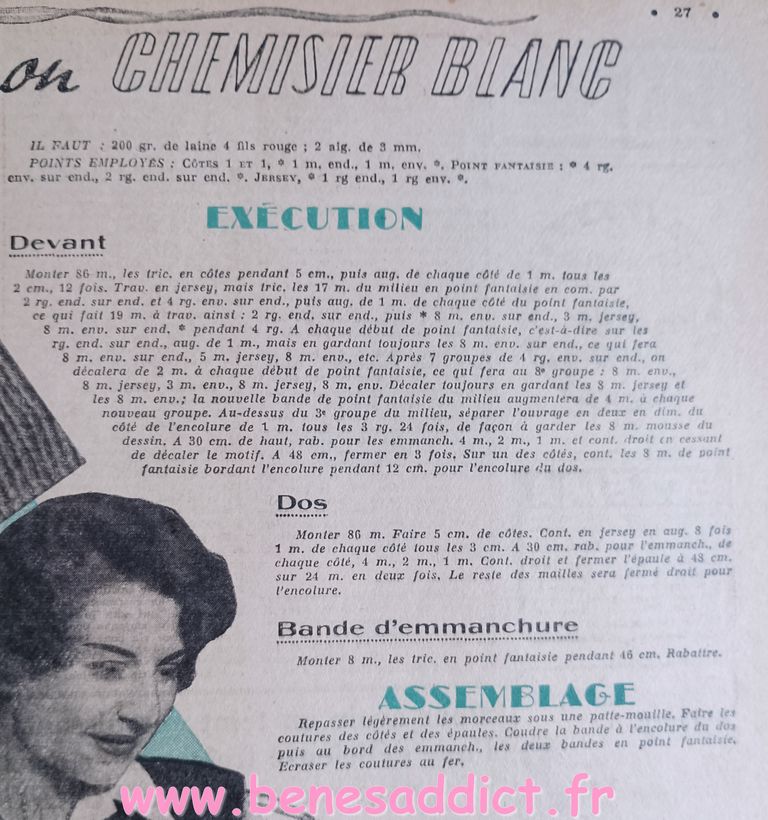 • 27 •
ou CHEMISIER BLANC
IL FAUT : 200 gr. de laine 4 fils rouge ; 2 aig. de 3 mm.
POINTS EMPLOYÉS : CÔTES 1 ET 1, * 1 m. end., 1 m. env. *. POINT FANTAISIE : * 4 rg.
env. sur end., 2 rg. end. sur end. *. JERSEY, * 1 rg end., 1 rg env. *.
EXÉCUTION
Devant
Monter 86 m., les tric. en côtes pendant 5 cm., puis aug. de chaque côté de 1 m. tous les
2 cm., 12 fois. Trav. en jersey, mais tric. les 17 m. du milieu en point fantaisie en com. par
2 rg. end. sur end. et 4 rg. env. sur end., puis aug. de 1 m. de chaque côté du point fantaisie,
ce qui fait 19 m. à trav. ainsi : 2 rg. end. sur end., puis * 8 m. env. sur end., 3 m. jersey,
8 m. env. sur end. * pendant 4 rg. A chaque début de point fantaisie, c'est-à-dire sur les
rg. end. sur end., aug. de 1 m., mais en gardant toujours les 8 m. env. sur end., ce qui fera
8 m. env. sur end., 5 m. jersey, 8 m. env., etc. Après 7 groupes de 4 rg. env. sur end., on
décalera de 2 m. à chaque début de point fantaisie, ce qui fera au 8e groupe : 8 m. env.,
8 m. jersey, 3 m. env., 8 m. jersey, 8 m. env. Décaler toujours en gardant les 8 m. jersey et
les 8 m. env.; la nouvelle bande de point fantaisie du milieu augmentera de 4 m. à chaque
nouveau groupe. Au-dessus du 3e groupe du milieu, séparer l'ouvrage en deux en dim. du
côté de l'encolure de 1 m. tous les 3 rg. 24 fois, de façon à garder les 8 m. mousse du
dessin. A 30 cm. de haut, rab. pour les emmanch. 4 m., 2 m., 1 m. et cont. droit en cessant
de décaler le motif. A 48 cm., fermer en 3 fois. Sur un des côtés, cont. les 8 m. de point
fantaisie bordant l'encolure pendant 12 cm. pour l'encolure du dos.
Dos
Monter 86 m. Faire 5 cm. de côtes. Cont. en jersey en aug. 8 fois
1 m. de chaque côté tous les 3 cm. A 30 cm. rab. pour l'emmanch., de
chaque côté, 4 m., 2 m., 1 m. Cont. droit et fermer l'épaule à 48 cm.
sur 24 m. en deux fois. Le reste des mailles sera fermé droit pour
l'encolure.
Bande d'emmanchure
Monter 8 m., les tric. en point fantaisie pendant 46 cm. Rabattre.
ASSEMBLAGE
Repasser légèrement les morceaux sous une patte-mouille. Faire les
coutures des côtés et des épaules. Coudre la bande à l'encolure du dos
puis au bord des emmanch., les deux bandes en point fantaisie.
Ecraser les coutures au fer.
www.benesaddict.fr